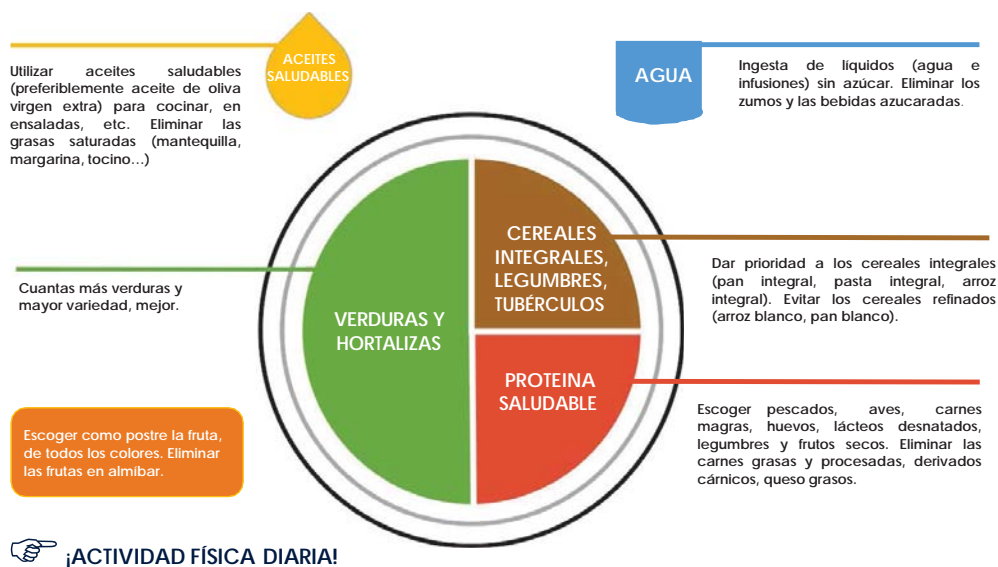 ACEITES
SALUDABLES
Utilizar aceites saludables
(preferiblemente aceite de oliva
virgen extra) para cocinar, en
ensaladas, etc. Eliminar las
grasas saturadas (mantequilla,
margarina, tocino…)
AGUA
Ingesta de líquidos (agua e
infusiones) sin azúcar. Eliminar los
zumos y las bebidas azucaradas.
Cuantas más verduras y
mayor variedad, mejor.
VERDURAS Y
HORTALIZAS
CEREALES
INTEGRALES,
LEGUMBRES,
TUBÉRCULOS
Dar prioridad a los cereales integrales
(pan integral, pasta integral, arroz
integral). Evitar los cereales refinados
(arroz blanco, pan blanco).
PROTEINA
SALUDABLE
Escoger pescados, aves, carnes
magras, huevos, lácteos desnatados,
legumbres y frutos secos. Eliminar las
carnes grasas y procesadas, derivados
cárnicos, queso grasos.
Escoger como postre la fruta,
de todos los colores. Eliminar
las frutas en almíbar.
¡ACTIVIDAD FÍSICA DIARIA!